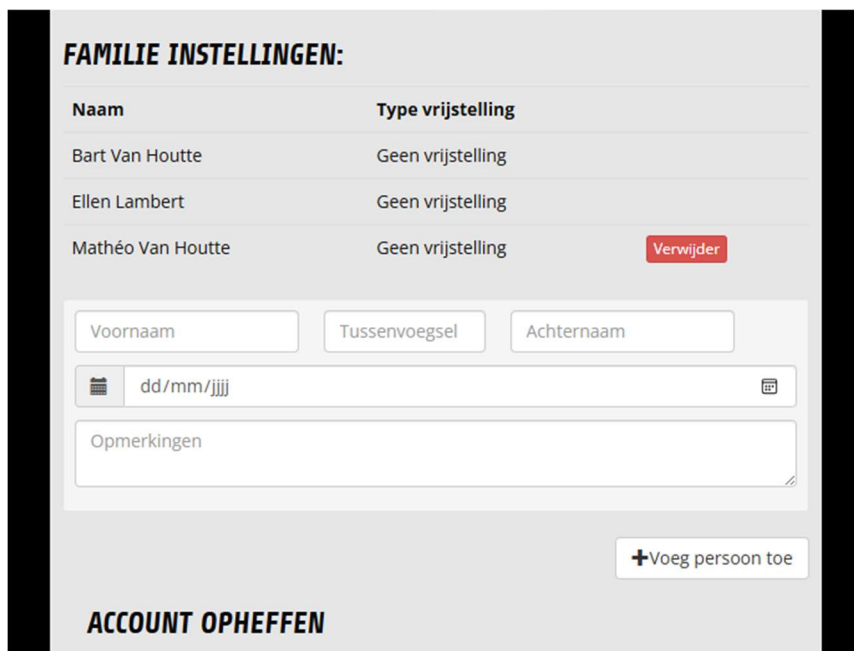 FAMILIE INSTELLINGEN:
Naam Type vrijstelling
Bart Van Houtte Geen vrijstelling
Ellen Lambert Geen vrijstelling
Mathéo Van Houtte Geen vrijstelling Verwijder
Voornaam Tussenvoegsel Achternaam
dd/mm/jjjj
Opmerkingen
+Voeg persoon toe
ACCOUNT OPHEFFEN